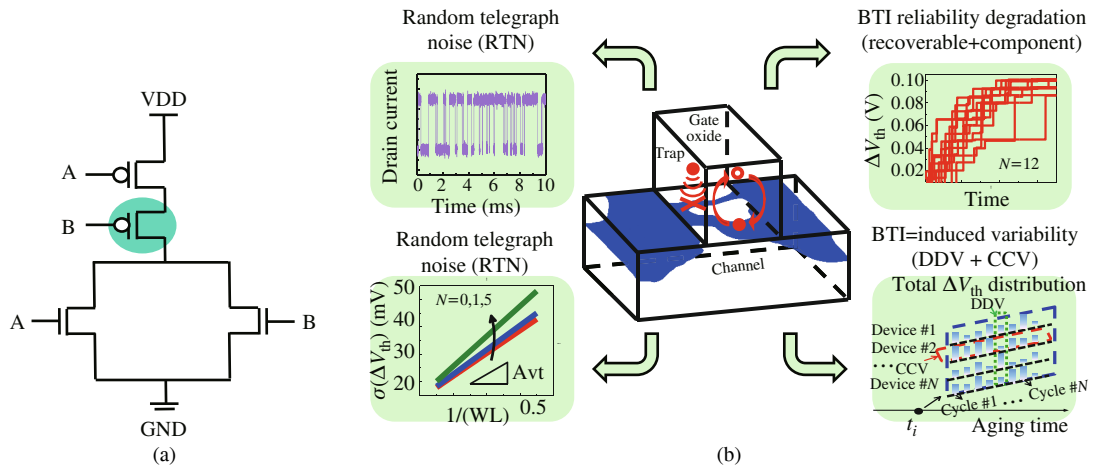 VDD
A
B
A
B
GND
(a)
Random telegraph
noise (RTN)
Drain current
0 2 4 6 8 10
Time (ms)
BTI reliability degradation
(recoverable+component)
ΔVth (V)
0.10
0.08
0.06
0.04
0.02
N=12
Time
Gate
oxide
Trap
Channel
Random telegraph
noise (RTN)
σ(ΔVth) (mV)
50
40
30
20
N=0,1,5
Avt
1/(WL)
0.5
BTI=induced variability
(DDV + CCV)
Total ΔVth distribution
DDV
Device #1
Device #2
···CCV
Device #N
Cycle #1 ··· Cycle #N
ti
Aging time
(b)